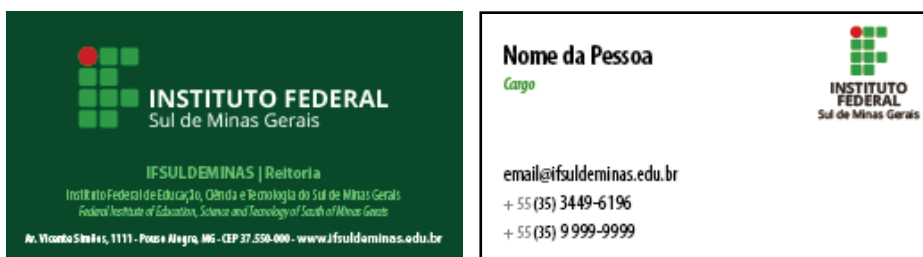 INSTITUTO FEDERAL
Sul de Minas Gerais
IFSULDEMINAS | Reitoria
Instituto Federal de Educação, Ciência e Tecnologia do Sul de Minas Gerais
Federal Institute of Education, Science and Tecnology of South of Minas Gerais
Av. Vicente Simões, 1111 - Pouso Alegre, MG - CEP 37.550-000 - www.ifsuldeminas.edu.br
Nome da Pessoa
Cargo
INSTITUTO
FEDERAL
Sul de Minas Gerais
email@ifsuldeminas.edu.br
+ 55 (35) 3449-6196
+ 55 (35) 9 999-9999